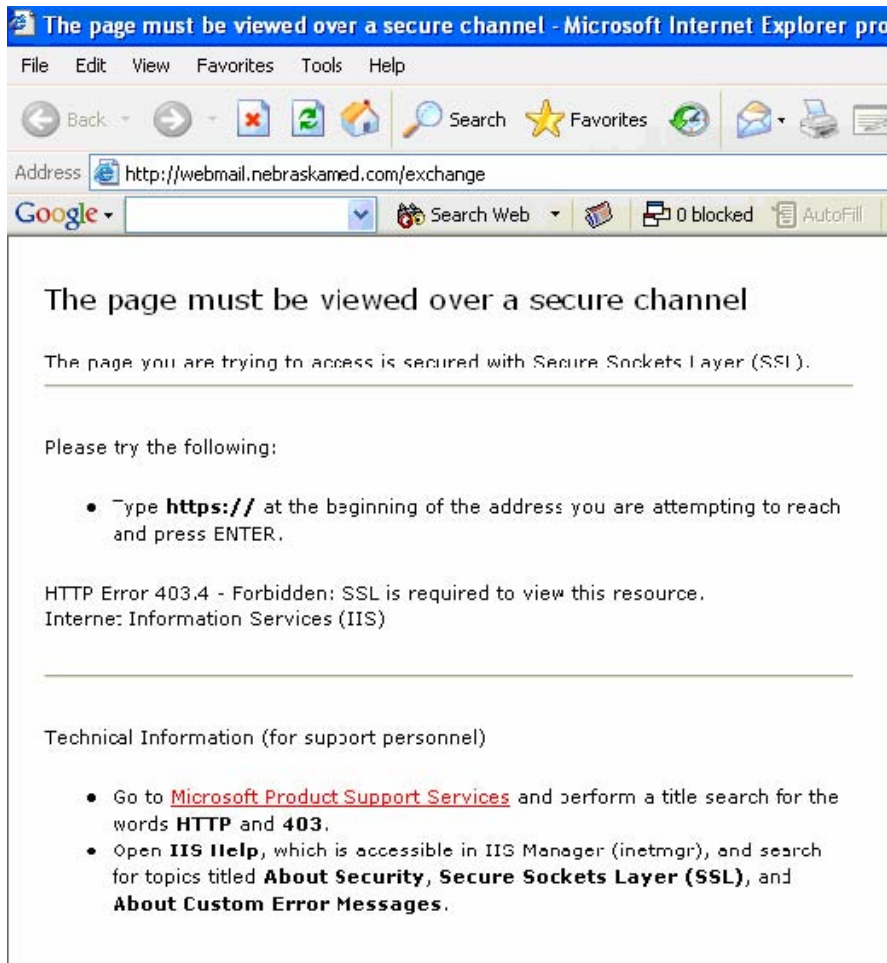 The page must be viewed over a secure channel - Microsoft Internet Explorer pro
File Edit View Favorites Tools Help
Back Search Favorites
Address http://webmail.nebraskamed.com/exchange
Google Search Web 0 blocked AutoFill
The page must be viewed over a secure channel
The page you are trying to access is secured with Secure Sockets Layer (SSL).
Please try the following:
• Type https:// at the beginning of the address you are attempting to reach
and press ENTER.
HTTP Error 403.4 - Forbidden: SSL is required to view this resource.
Internet Information Services (IIS)
Technical Information (for support personnel)
• Go to Microsoft Product Support Services and perform a title search for the
words HTTP and 403.
• Open IIS Help, which is accessible in IIS Manager (inetmgr), and search
for topics titled About Security, Secure Sockets Layer (SSL), and
About Custom Error Messages.